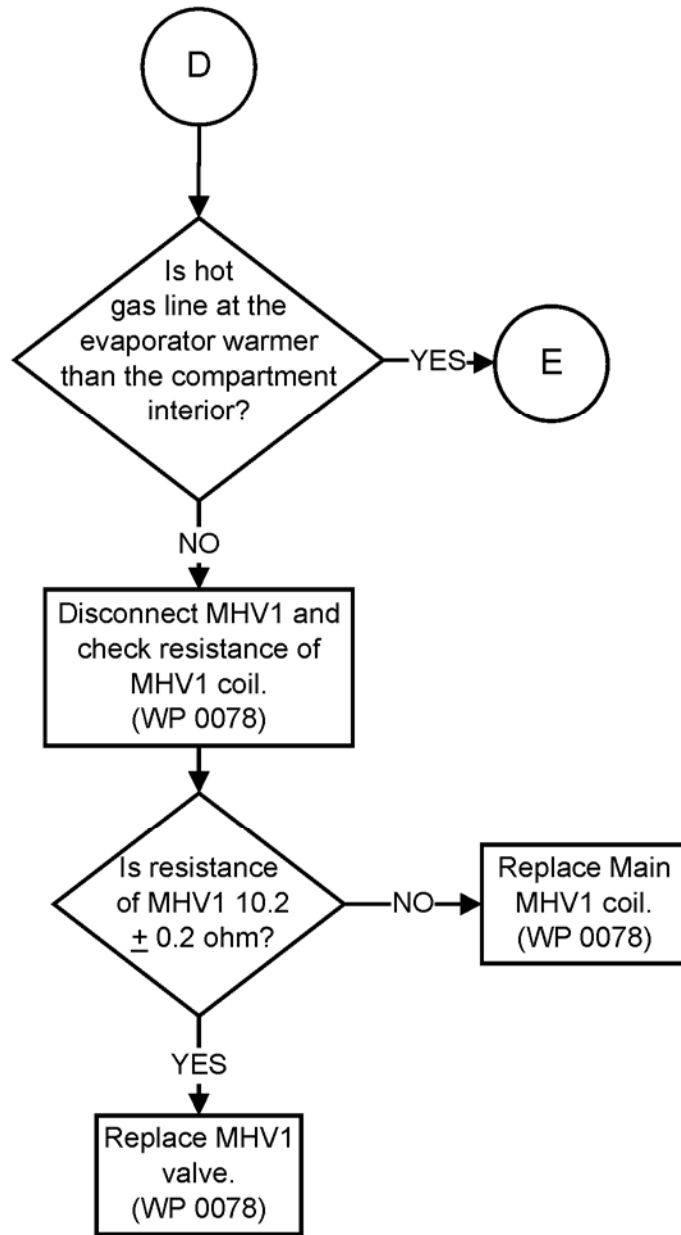 D
Is hot
gas line at the
evaporator warmer
than the compartment
interior?
YES
E
NO
Disconnect MHV1 and
check resistance of
MHV1 coil.
(WP 0078)
Is resistance
of MHV1 10.2
± 0.2 ohm?
NO
Replace Main
MHV1 coil.
(WP 0078)
YES
Replace MHV1
valve.
(WP 0078)